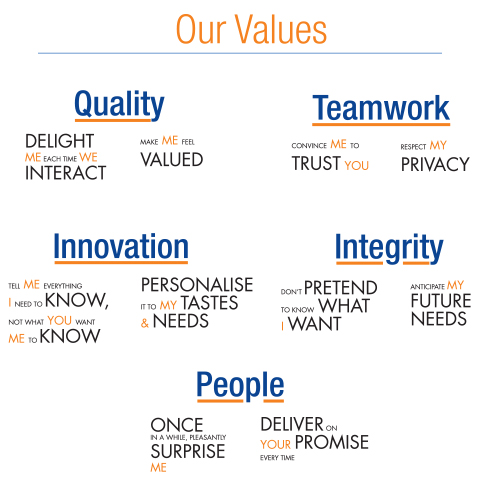 Our Values
Quality
DELIGHT
ME EACH TIME WE
INTERACT
MAKE ME FEEL
VALUED
Teamwork
CONVINCE ME TO
TRUST YOU
RESPECT MY
PRIVACY
Innovation
TELL ME EVERYTHING
I NEED TO KNOW,
NOT WHAT YOU WANT
ME TO KNOW
PERSONALISE
IT TO MY TASTES
& NEEDS
Integrity
DON'T PRETEND
TO KNOW WHAT
I WANT
ANTICIPATE MY
FUTURE
NEEDS
People
ONCE
IN A WHILE, PLEASANTLY
SURPRISE
ME
DELIVER ON
YOUR PROMISE
EVERY TIME